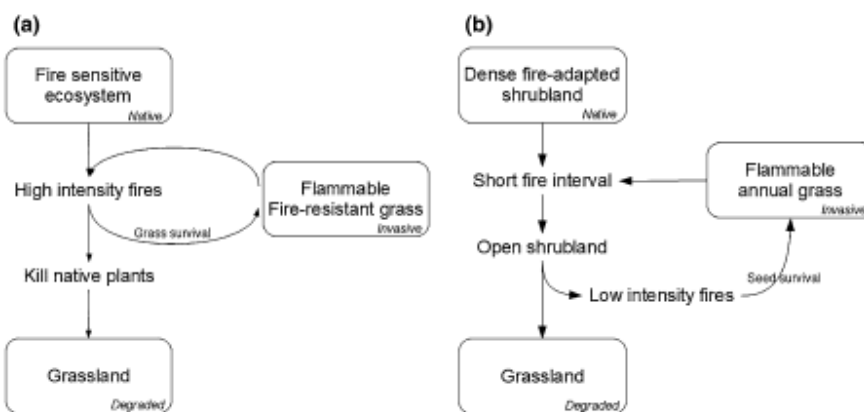 (a)
Fire sensitive
ecosystem
Native
High intensity fires
Flammable
Fire-resistant grass
Invasive
Grass survival
Kill native plants
Grassland
Degraded
(b)
Dense fire-adapted
shrubland
Native
Short fire interval
Flammable
annual grass
Invasive
Open shrubland
Seed survival
Low intensity fires
Grassland
Degraded